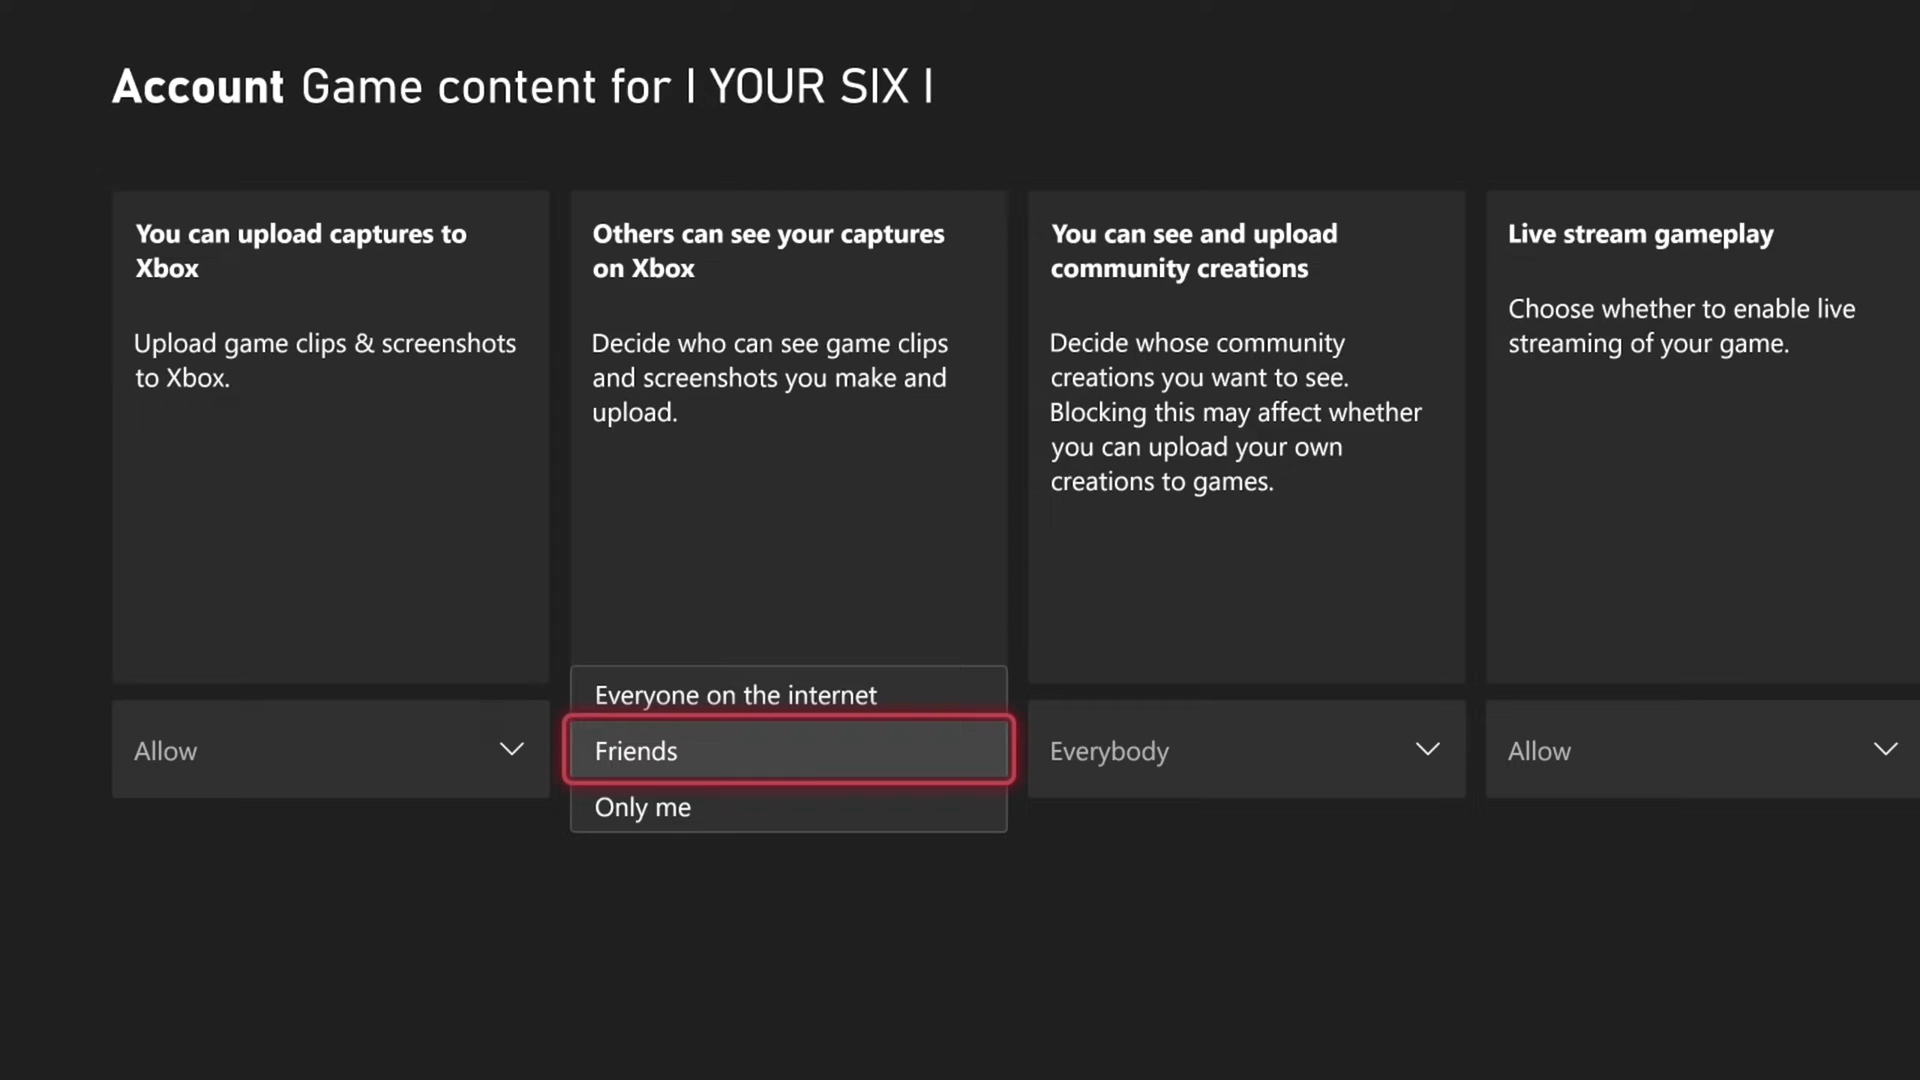 Account Game content for I YOUR SIX I
You can upload captures to
Xbox
Upload game clips & screenshots
to Xbox.
Allow
Others can see your captures
on Xbox
Decide who can see game clips
and screenshots you make and
upload.
Everyone on the internet
Friends
Only me
You can see and upload
community creations
Decide whose community
creations you want to see.
Blocking this may affect whether
you can upload your own
creations to games.
Everybody
Live stream gameplay
Choose whether to enable live
streaming of your game.
Allow